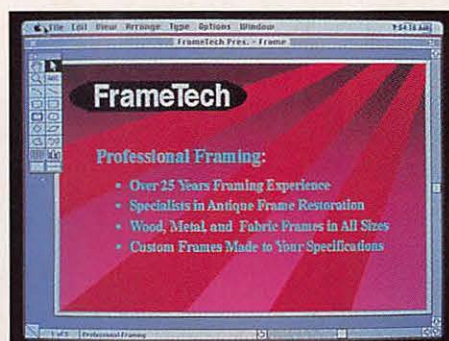 File Edit View Arrange Type Options Window
FrameTech Pres. - Frame
FrameTech
Professional Framing:
• Over 25 Years Framing Experience
• Specialists in Antique Frame Restoration
• Wood, Metal, and Fabric Frames in All Sizes
• Custom Frames Made to Your Specifications
Professional Framing